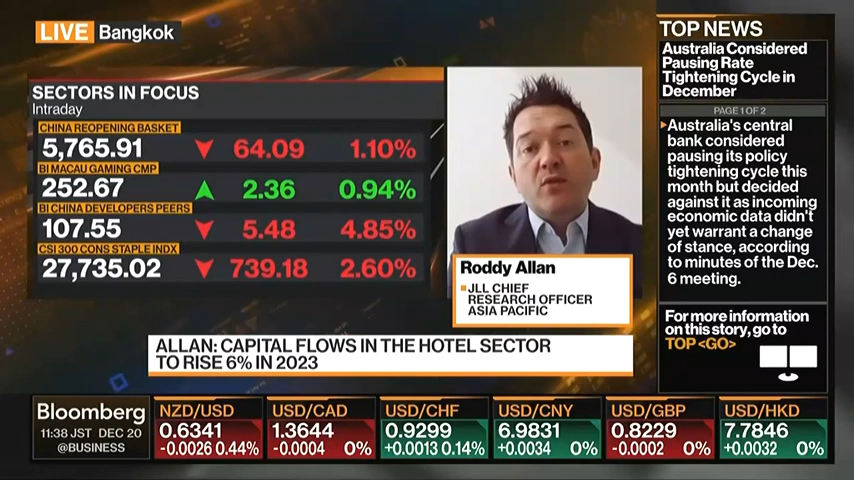 LIVE Bangkok
SECTORS IN FOCUS
Intraday
CHINA REOPENING BASKET
5,765.91 ▼ 64.09 1.10%
BI MACAU GAMING CMP
252.67 ▲ 2.36 0.94%
BI CHINA DEVELOPERS PEERS
107.55 ▼ 5.48 4.85%
CSI 300 CONS STAPLE INDX
27,735.02 ▼ 739.18 2.60%
Roddy Allan
JLL CHIEF
RESEARCH OFFICER
ASIA PACIFIC
ALLAN: CAPITAL FLOWS IN THE HOTEL SECTOR
TO RISE 6% IN 2023
TOP NEWS
Australia Considered
Pausing Rate
Tightening Cycle in
December
PAGE 1 OF 2
Australia's central
bank considered
pausing its policy
tightening cycle this
month but decided
against it as incoming
economic data didn't
yet warrant a change
of stance, according
to minutes of the Dec.
6 meeting.
For more information
on this story, go to
TOP <GO>
Bloomberg
11:38 JST DEC 20
@BUSINESS
NZD/USD
0.6341
-0.0026 0.44%
USD/CAD
1.3644
-0.0004 0%
USD/CHF
0.9299
+0.0013 0.14%
USD/CNY
6.9831
+0.0034 0%
USD/GBP
0.8229
-0.0002 0%
USD/HKD
7.7846
+0.0032 0%